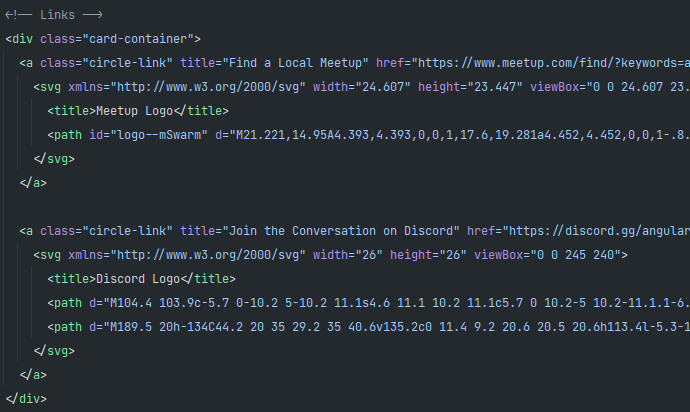 <!-- Links -->
<div class="card-container">
<a class="circle-link" title="Find a Local Meetup" href="https://www.meetup.com/find/?keywords=a
<svg xmlns="http://www.w3.org/2000/svg" width="24.607" height="23.447" viewBox="0 0 24.607 23.
<title>Meetup Logo</title>
<path id="logo--mSwarm" d="M21.221,14.95A4.393,4.393,0,0,1,17.6,19.281a4.452,4.452,0,0,1-.8.
</svg>
</a>
<a class="circle-link" title="Join the Conversation on Discord" href="https://discord.gg/angular
<svg xmlns="http://www.w3.org/2000/svg" width="26" height="26" viewBox="0 0 245 240">
<title>Discord Logo</title>
<path d="M104.4 103.9c-5.7 0-10.2 5-10.2 11.1s4.6 11.1 10.2 11.1c5.7 0 10.2-5 10.2-11.1.1-6.
<path d="M189.5 20h-134C44.2 20 35 29.2 35 40.6v135.2c0 11.4 9.2 20.6 20.5 20.6h113.4l-5.3-1
</svg>
</a>
</div>